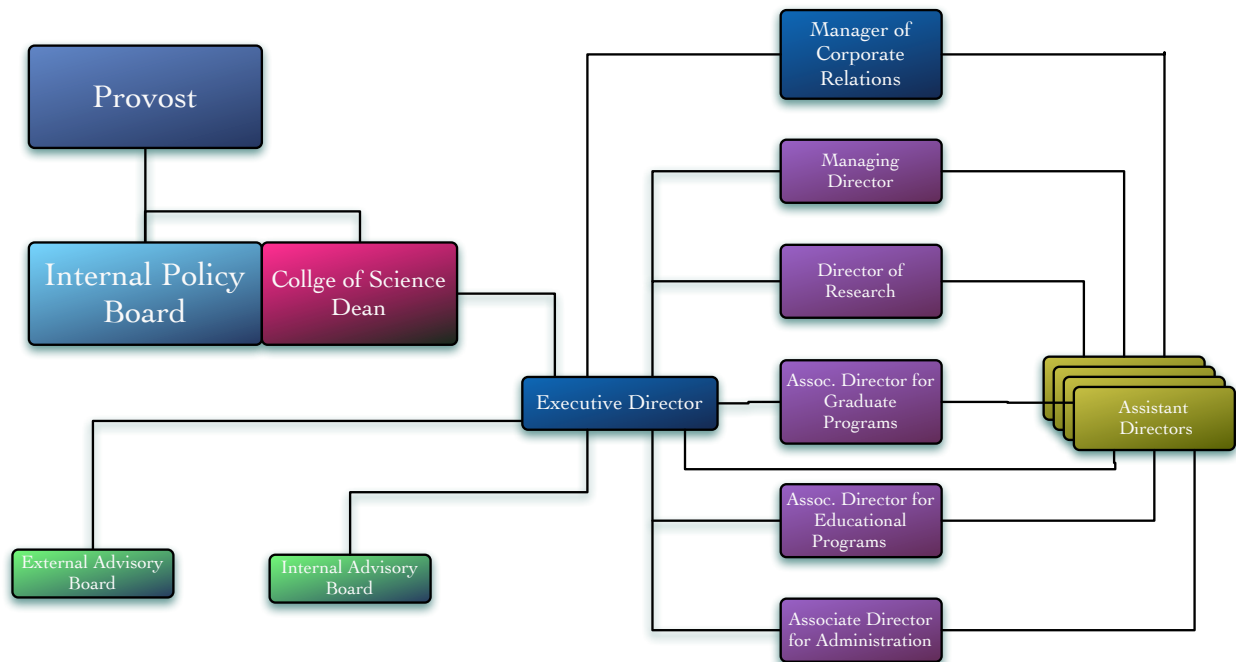 Provost
Internal Policy
Board
Collge of Science
Dean
Executive Director
External Advisory
Board
Internal Advisory
Board
Manager of
Corporate
Relations
Managing
Director
Director of
Research
Assoc. Director for
Graduate
Programs
Assoc. Director for
Educational
Programs
Associate Director
for Administration
Assistant
Directors